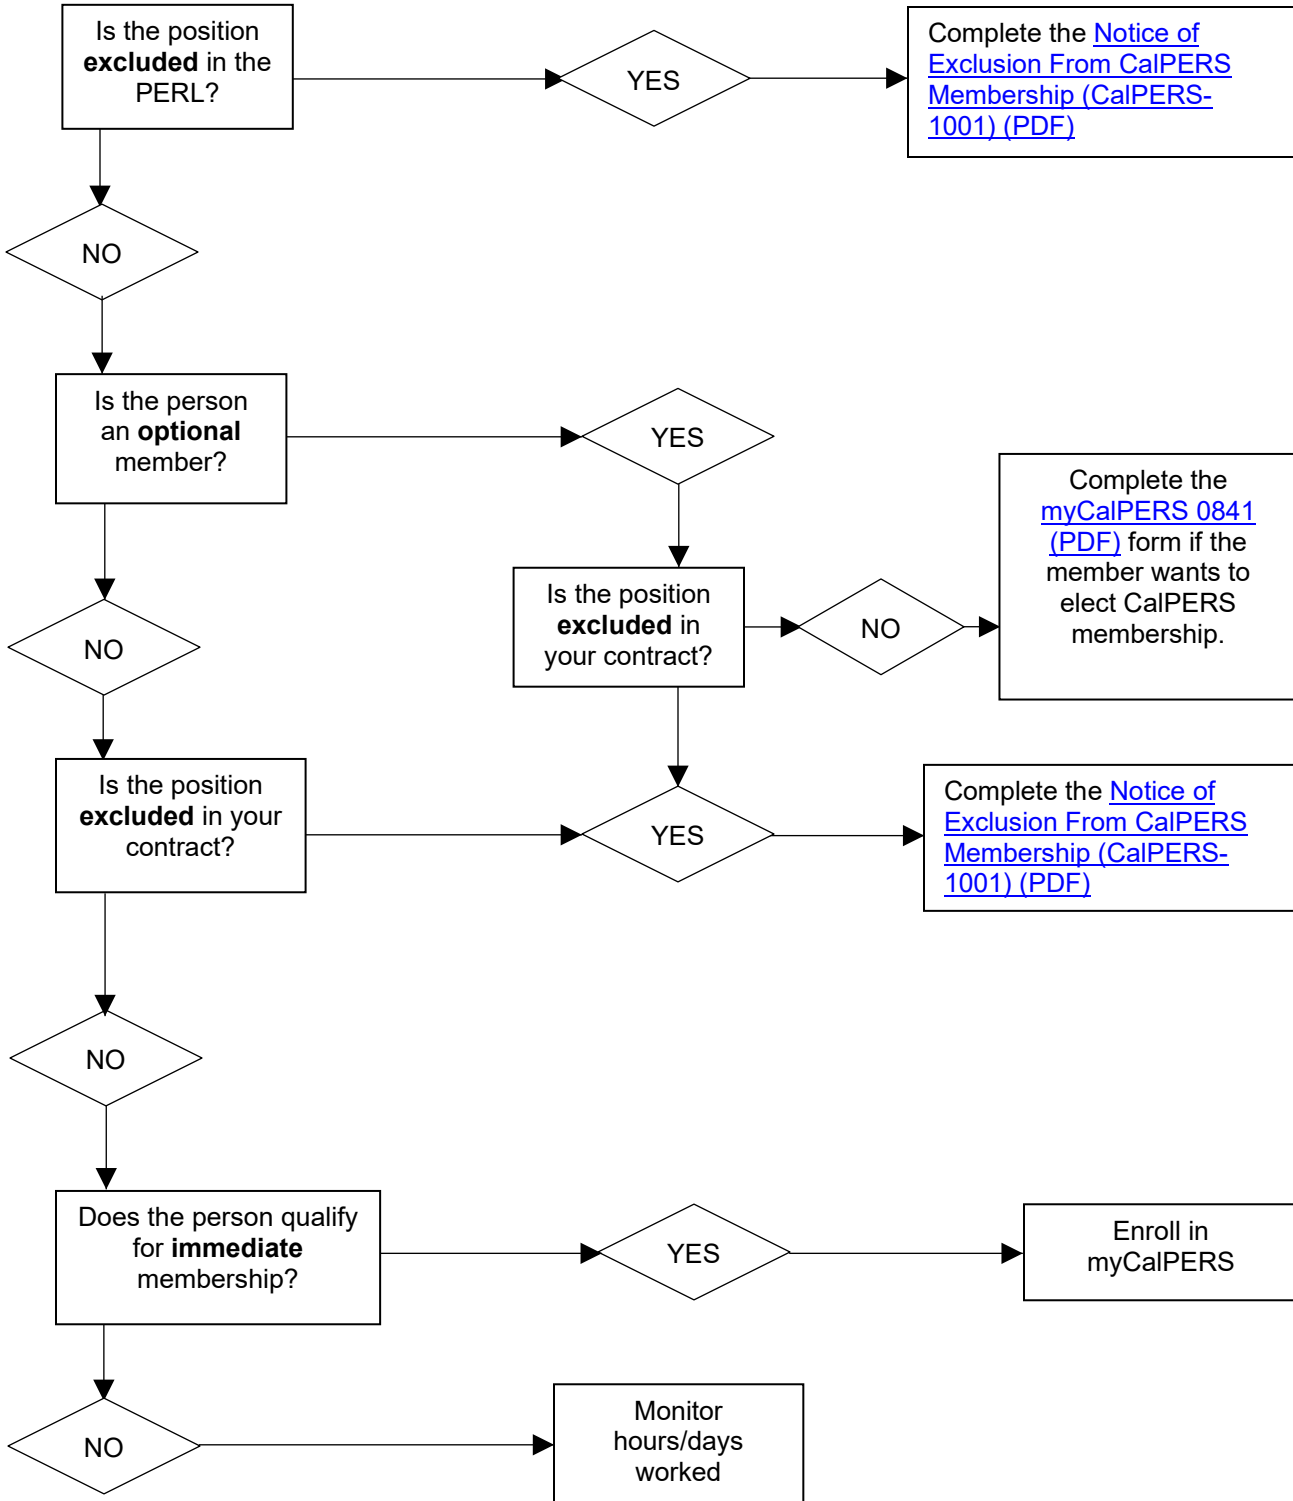 Is the position
excluded in the
PERL?
YES
Complete the Notice of
Exclusion From CalPERS
Membership (CalPERS-
1001) (PDF)
NO
Is the person
an optional
member?
YES
Is the position
excluded in
your contract?
NO
Complete the
myCalPERS 0841
(PDF) form if the
member wants to
elect CalPERS
membership.
NO
Is the position
excluded in your
contract?
YES
Complete the Notice of
Exclusion From CalPERS
Membership (CalPERS-
1001) (PDF)
NO
Does the person qualify
for immediate
membership?
YES
Enroll in
myCalPERS
NO
Monitor
hours/days
worked